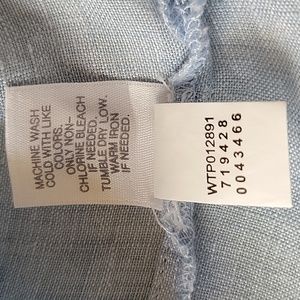 MACHINE WASH
COLD WITH LIKE
COLORS.
ONLY NON-
CHLORINE BLEACH
IF NEEDED.
TUMBLE DRY LOW.
WARM IRON
IF NEEDED.
WTP012891
719428
0043466